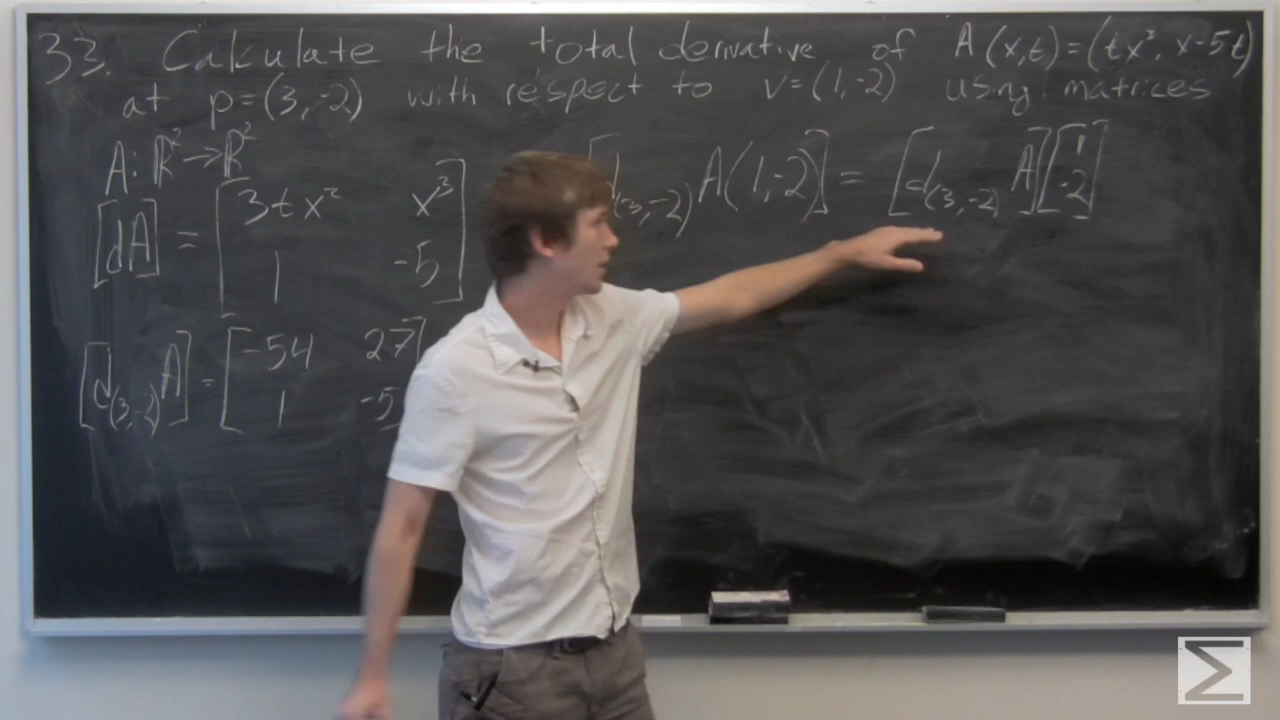 33. Calculate the total derivative of A(x,t)=(tx³, x-5t)
at p=(3,-2) with respect to v=(1,-2) using matrices
A: ℝ²→ℝ²
[dA] = [3tx² x³
1 -5]
[d₍₃,₋₂₎A] = [-54 27
1 -5
[d₍₃,₋₂₎A(1,-2)] = [d₍₃,₋₂₎A][1
-2]
Σ